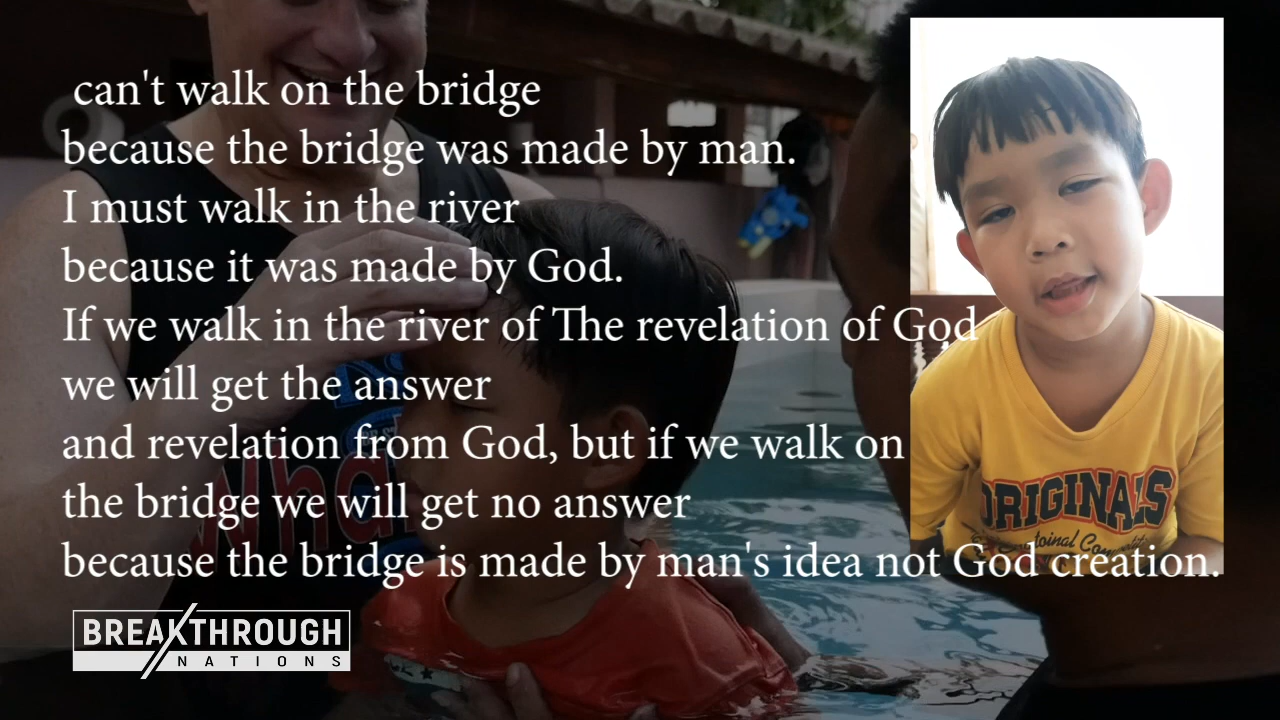 can't walk on the bridge
because the bridge was made by man.
I must walk in the river
because it was made by God.
If we walk in the river of The revelation of God
we will get the answer
and revelation from God, but if we walk on
the bridge we will get no answer
because the bridge is made by man's idea not God creation.
ORIGINALS
Wha
BREAKTHROUGH
NATIONS